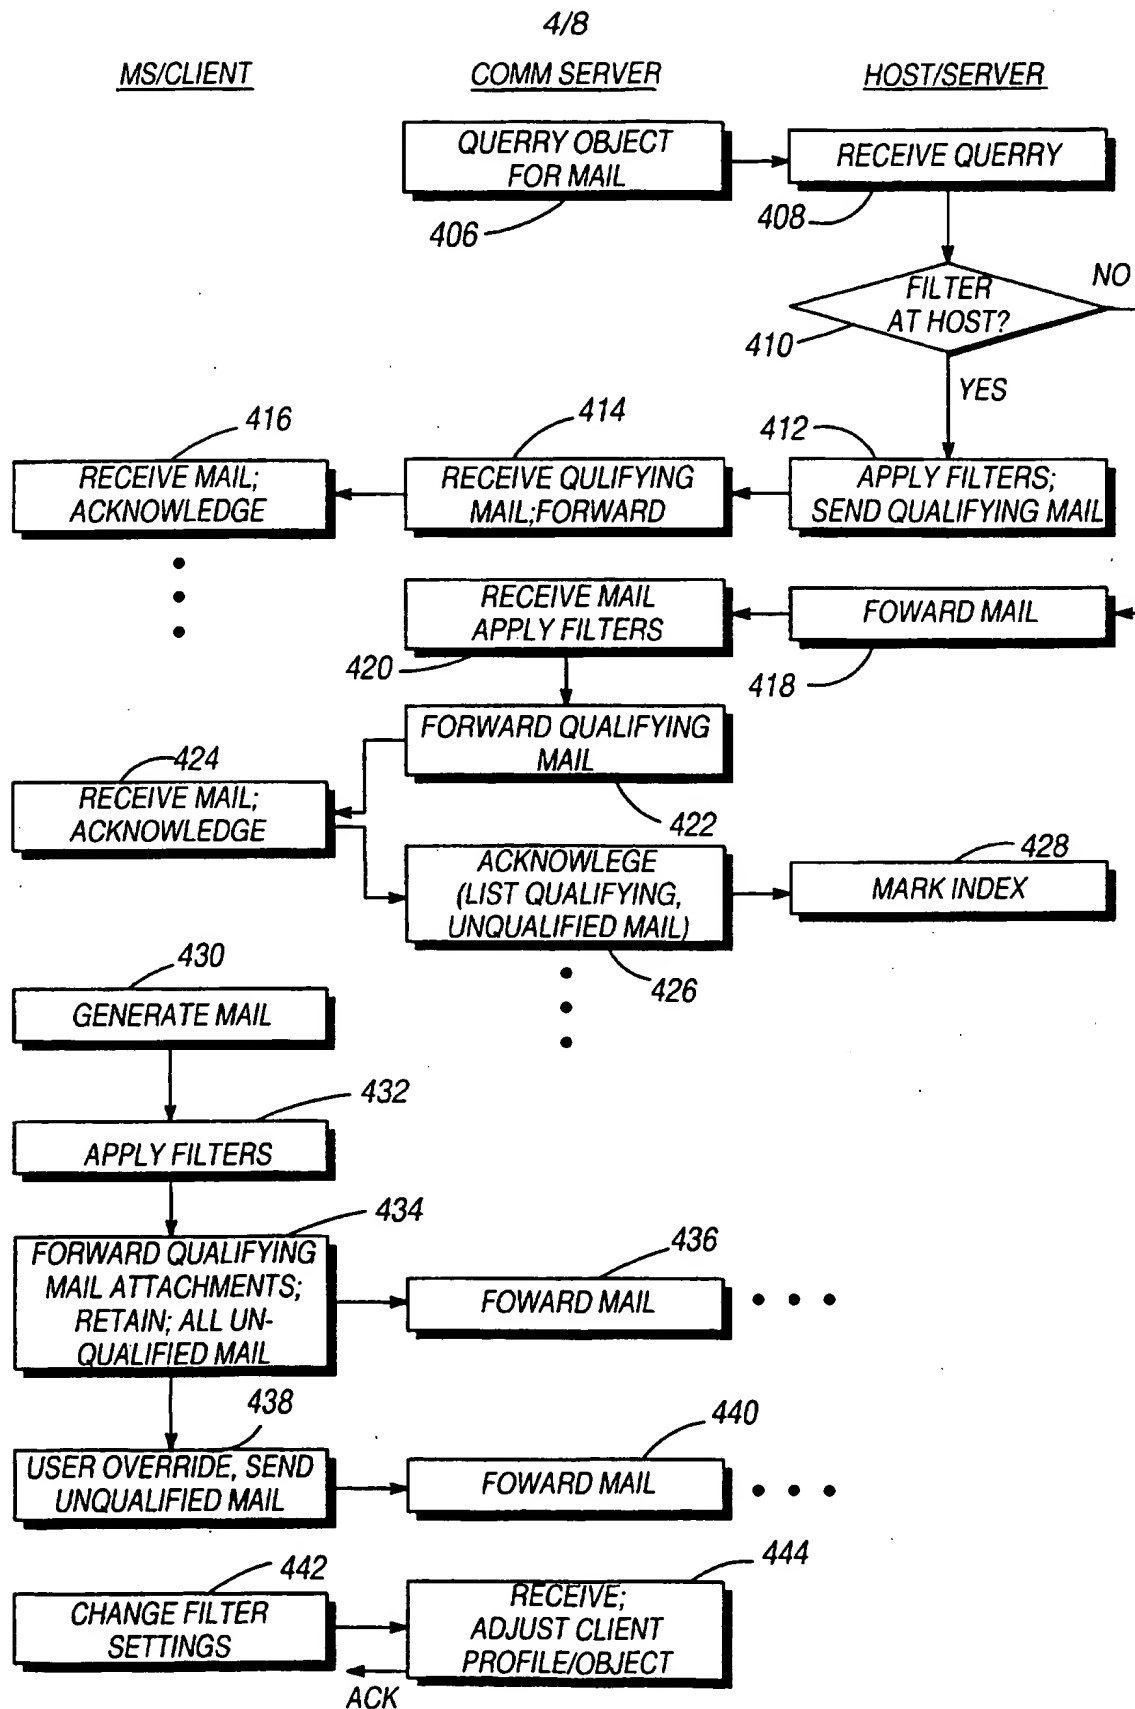 4/8
MS/CLIENT
COMM SERVER
HOST/SERVER
QUERRY OBJECT
FOR MAIL
406
RECEIVE QUERRY
408
FILTER
AT HOST?
410
NO
YES
416
RECEIVE MAIL;
ACKNOWLEDGE
414
RECEIVE QULIFYING
MAIL;FORWARD
412
APPLY FILTERS;
SEND QUALIFYING MAIL
RECEIVE MAIL
APPLY FILTERS
420
FOWARD MAIL
418
FORWARD QUALIFYING
MAIL
422
424
RECEIVE MAIL;
ACKNOWLEDGE
ACKNOWLEGE
(LIST QUALIFYING,
UNQUALIFIED MAIL)
426
428
MARK INDEX
430
GENERATE MAIL
432
APPLY FILTERS
434
FORWARD QUALIFYING
MAIL ATTACHMENTS;
RETAIN; ALL UN-
QUALIFIED MAIL
436
FOWARD MAIL
438
USER OVERRIDE, SEND
UNQUALIFIED MAIL
440
FOWARD MAIL
442
CHANGE FILTER
SETTINGS
444
RECEIVE;
ADJUST CLIENT
PROFILE/OBJECT
ACK